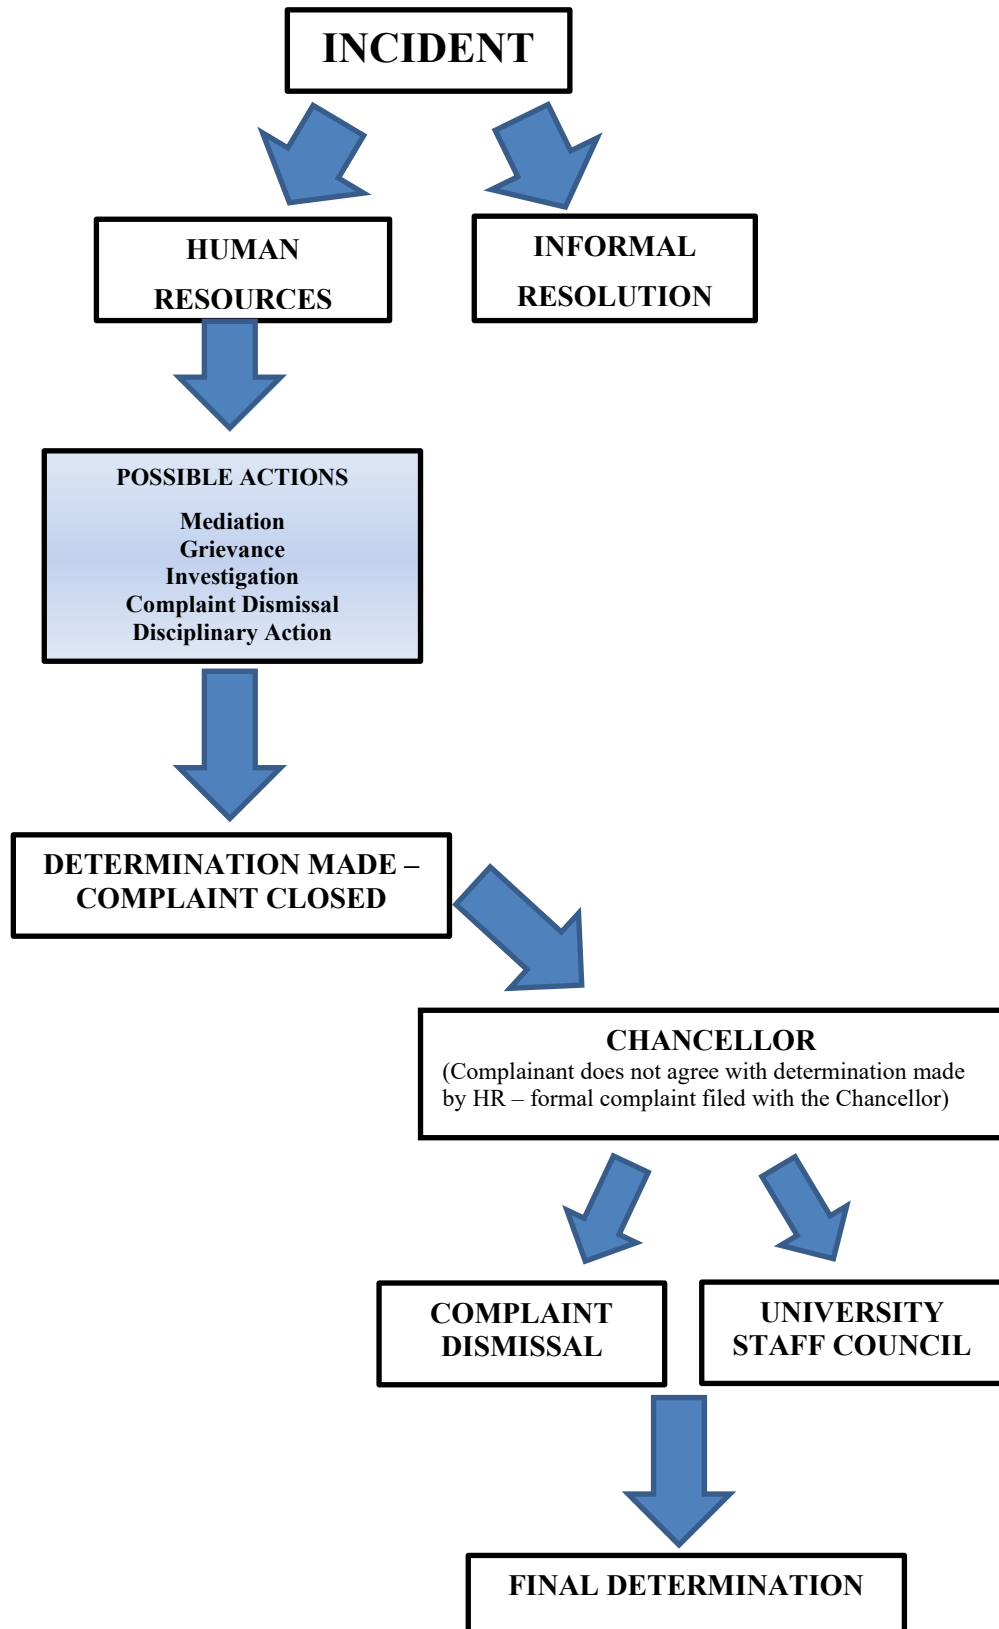 INCIDENT
HUMAN
RESOURCES
INFORMAL
RESOLUTION
POSSIBLE ACTIONS
Mediation
Grievance
Investigation
Complaint Dismissal
Disciplinary Action
DETERMINATION MADE –
COMPLAINT CLOSED
CHANCELLOR
(Complainant does not agree with determination made
by HR – formal complaint filed with the Chancellor)
COMPLAINT
DISMISSAL
UNIVERSITY
STAFF COUNCIL
FINAL DETERMINATION